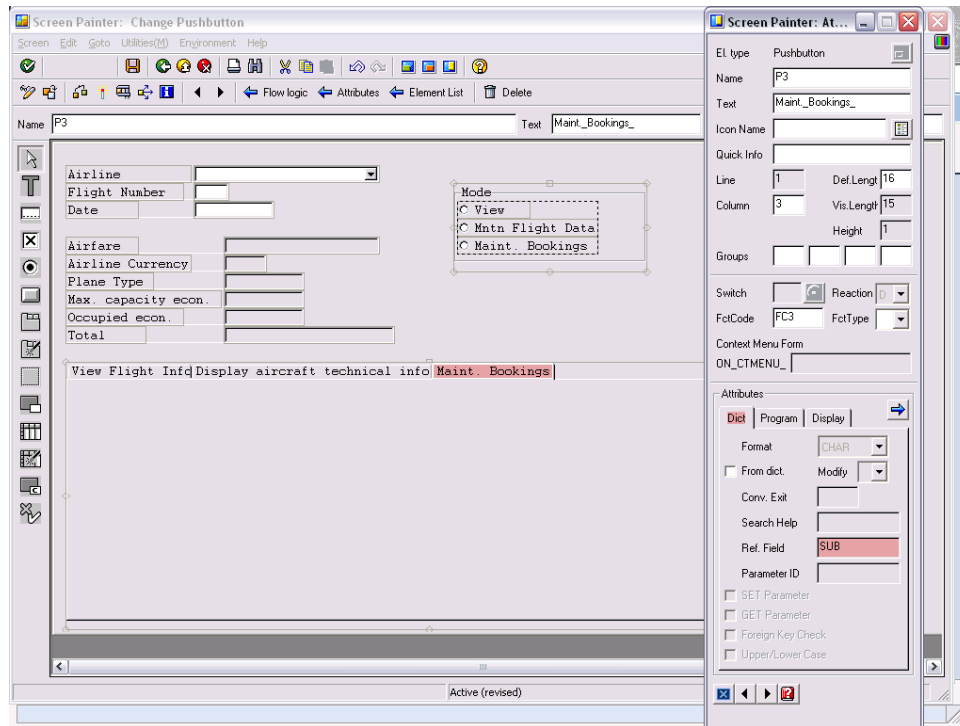 Screen Painter: Change Pushbutton
Screen Edit Goto Utilities(M) Environment Help
Flow logic Attributes Element List Delete
Name P3 Text Maint._Bookings_
Airline
Flight Number
Date
Airfare
Airline Currency
Plane Type
Max. capacity econ.
Occupied econ.
Total
Mode
View
Mntn Flight Data
Maint. Bookings
View Flight Info Display aircraft technical info Maint. Bookings
Active (revised)
Screen Painter: At...
El. type Pushbutton
Name P3
Text Maint._Bookings_
Icon Name
Quick Info
Line 1 Def.Lengt 16
Column 3 Vis.Length 15
Height 1
Groups
Switch Reaction D
FctCode FC3 FctType
Context Menu Form
ON_CTMENU_
Attributes
Dict Program Display
Format CHAR
From dict. Modify
Conv. Exit
Search Help
Ref. Field SUB
Parameter ID
SET Parameter
GET Parameter
Foreign Key Check
Upper/Lower Case